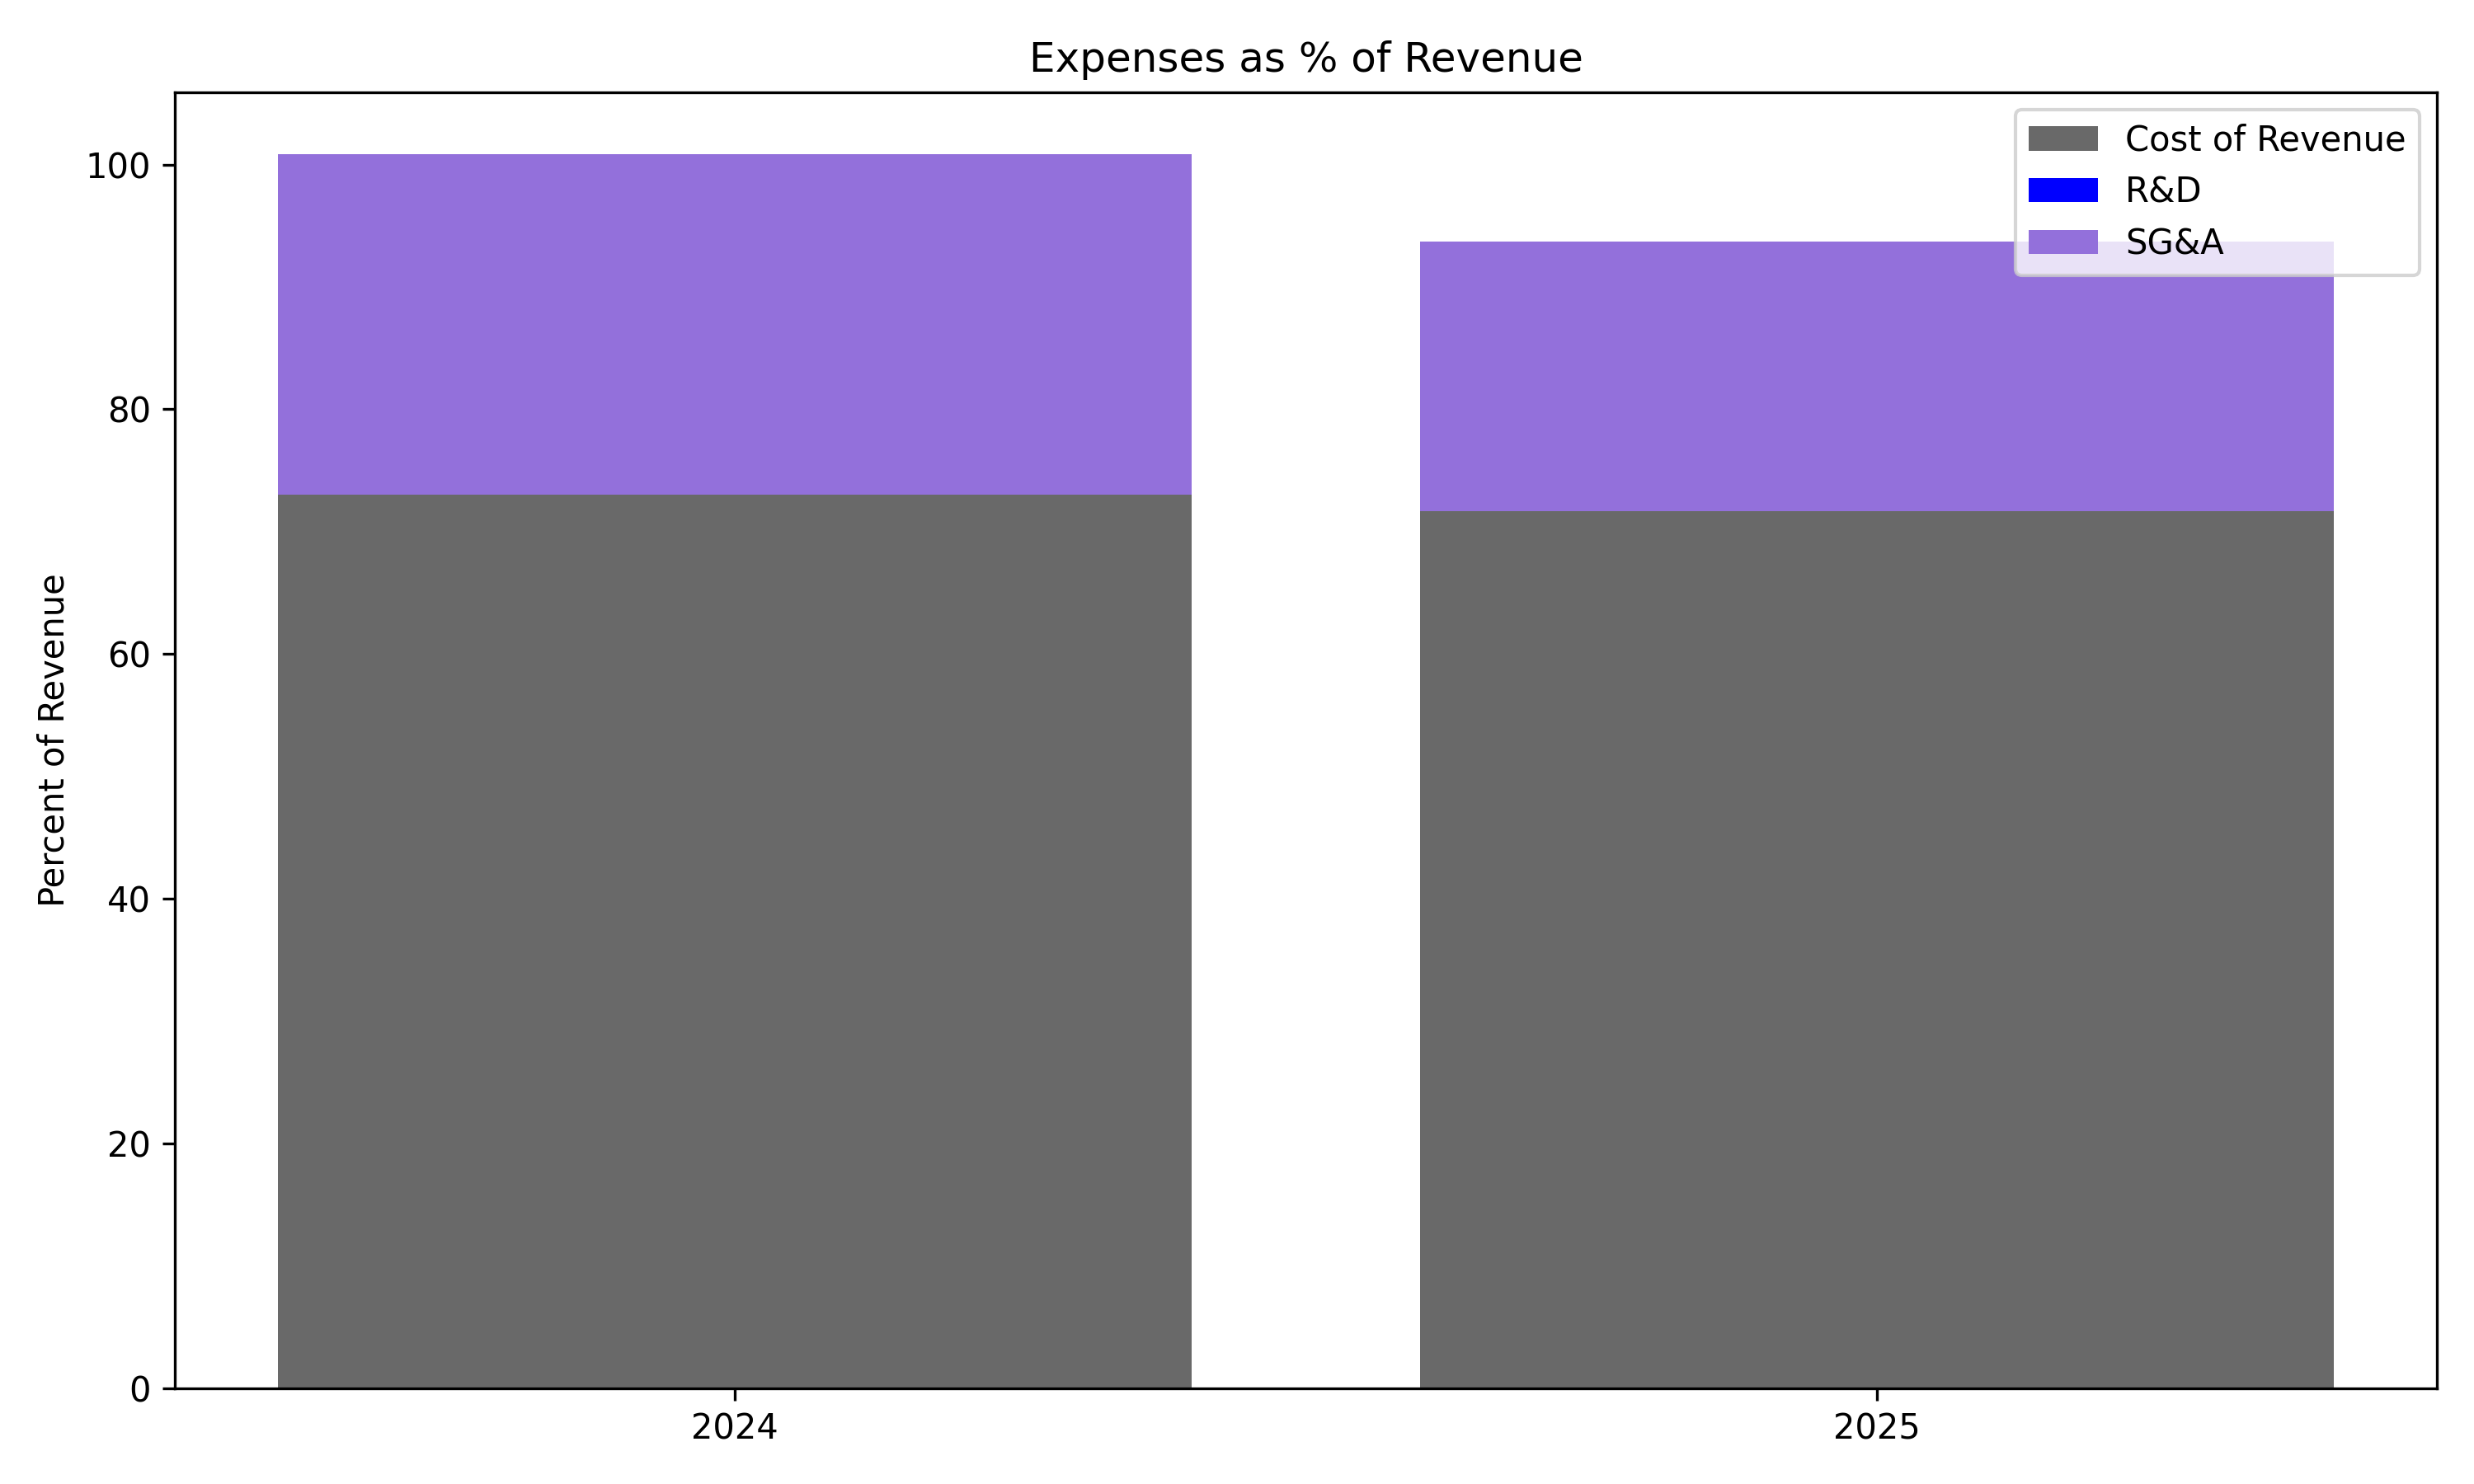 Expenses as % of Revenue
Cost of Revenue
R&D
SG&A
Percent of Revenue
100
80
60
40
20
0
2024
2025